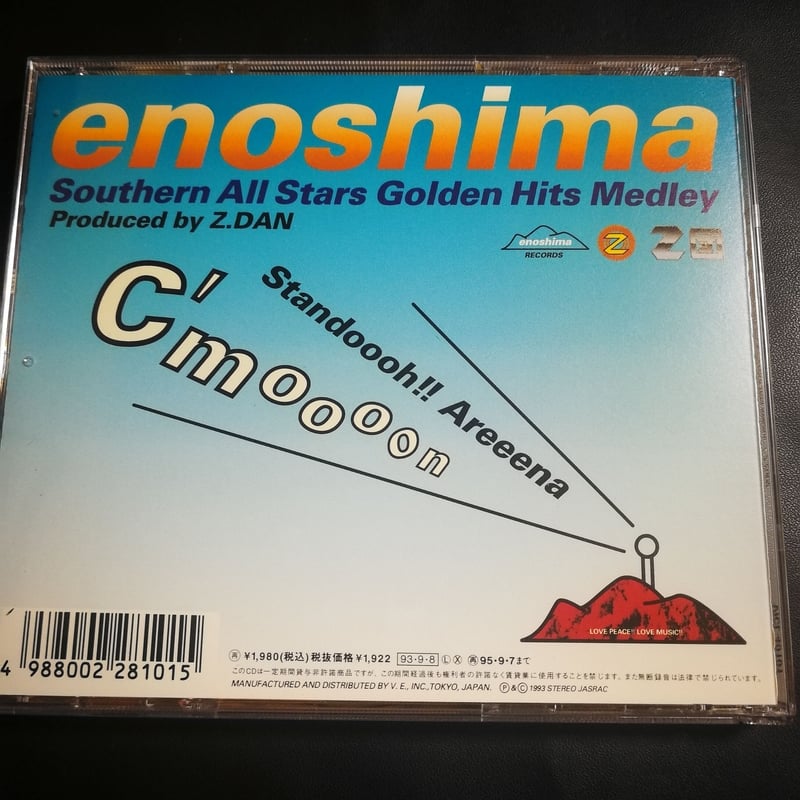 enoshima
Southern All Stars Golden Hits Medley
Produced by Z.DAN
enoshima
RECORDS
Z
C'mooooon
Standoooh!! Areeena
LOVE PEACE!! LOVE MUSIC!!
4 988002 281015
再 ¥1,980(税込)税抜価格¥1,922 93・9・8 L X 再 95・9・7まで
このCDは一定期間貸与非許諾商品ですが、この期間経過後も権利者の許諾なく賃貸業に使用することを禁じます。また無断録音は法律で禁じられています。
MANUFACTURED AND DISTRIBUTED BY V. E., INC.,TOKYO, JAPAN. Ⓟ&Ⓒ 1993 STEREO JASRAC